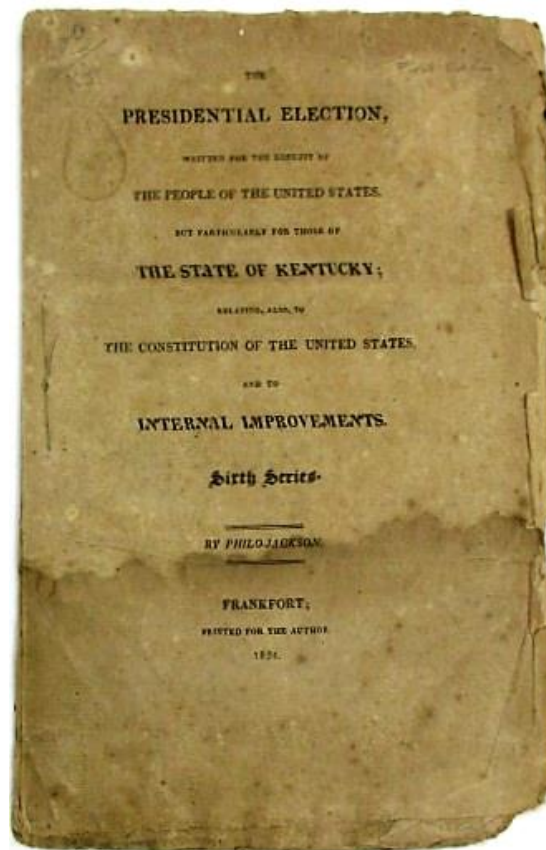 THE
PRESIDENTIAL ELECTION,
WRITTEN FOR THE BENEFIT OF
THE PEOPLE OF THE UNITED STATES,
BUT PARTICULARLY FOR THOSE OF
THE STATE OF KENTUCKY;
RELATING, ALSO, TO
THE CONSTITUTION OF THE UNITED STATES,
AND TO
INTERNAL IMPROVEMENTS.
Sixth Series.
BY PHILO-JACKSON.
FRANKFORT;
PRINTED FOR THE AUTHOR